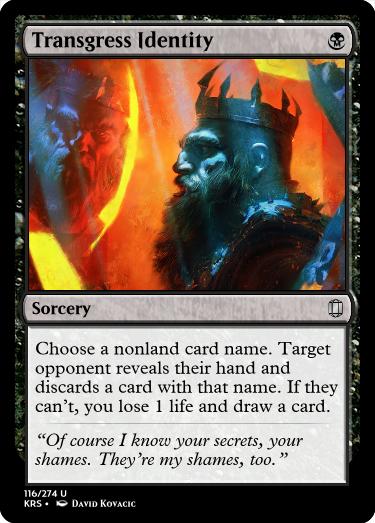 Transgress Identity
Sorcery
Choose a nonland card name. Target
opponent reveals their hand and
discards a card with that name. If they
can’t, you lose 1 life and draw a card.
“Of course I know your secrets, your
shames. They’re my shames, too.”
116/274 U
KRS • David Kovacic